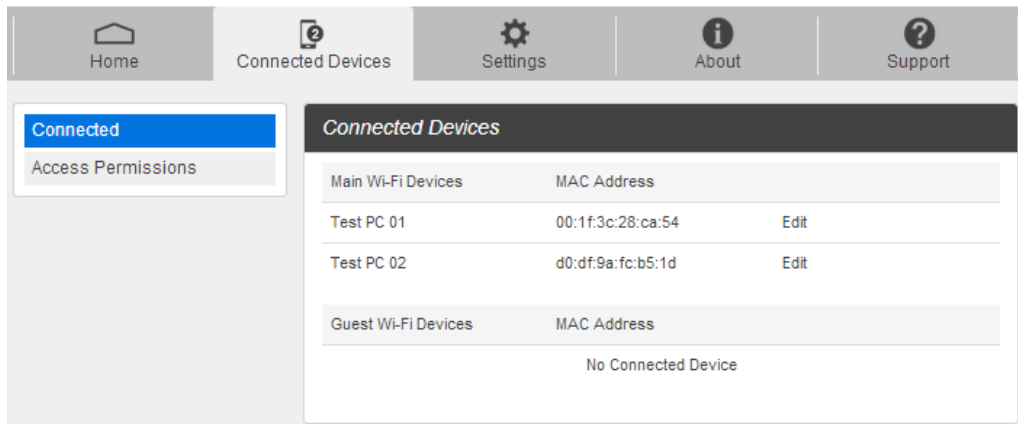 2
Home Connected Devices Settings About Support
Connected
Access Permissions
Connected Devices
Main Wi-Fi Devices MAC Address
Test PC 01 00:1f:3c:28:ca:54 Edit
Test PC 02 d0:df:9a:fc:b5:1d Edit
Guest Wi-Fi Devices MAC Address
No Connected Device